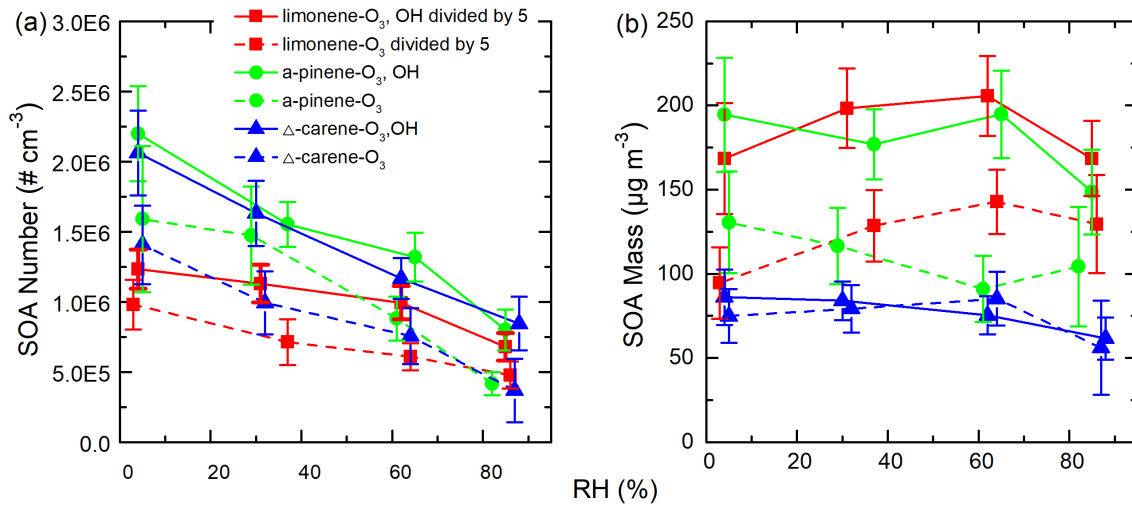 (a)
3.0E6
2.5E6
2.0E6
1.5E6
1.0E6
5.0E5
0.0
SOA Number (# cm⁻³)
limonene-O₃, OH divided by 5
limonene-O₃ divided by 5
a-pinene-O₃, OH
a-pinene-O₃
△-carene-O₃,OH
△-carene-O₃
0 20 40 60 80
(b)
250
200
150
100
50
0
SOA Mass (µg m⁻³)
0 20 40 60 80
RH (%)